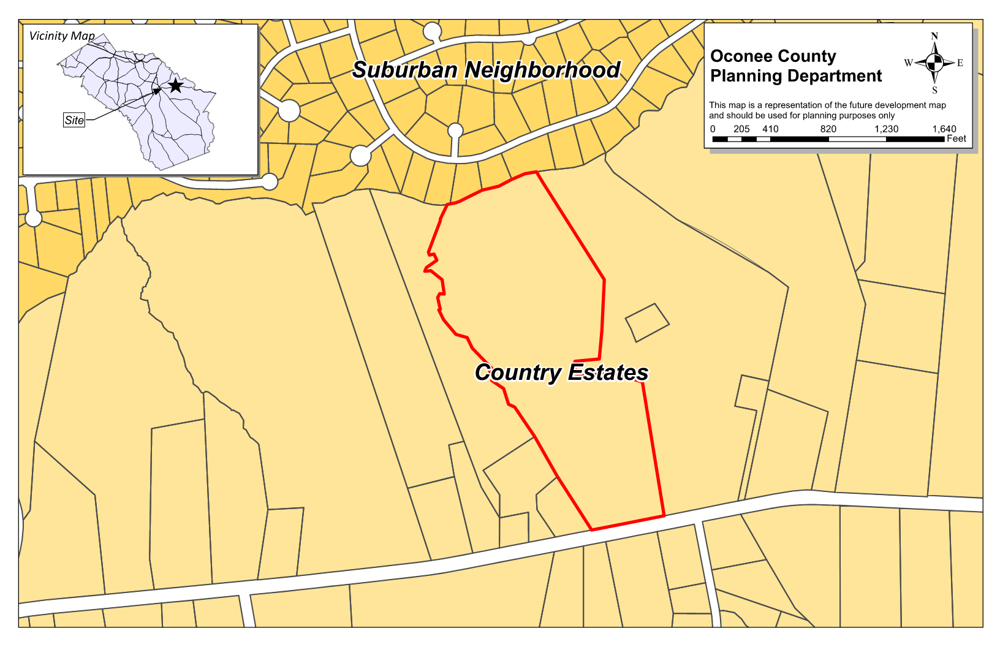 Vicinity Map
Site
Suburban Neighborhood
Oconee County
Planning Department
N
W E
S
This map is a representation of the future development map
and should be used for planning purposes only
0 205 410 820 1,230 1,640
Feet
Country Estates